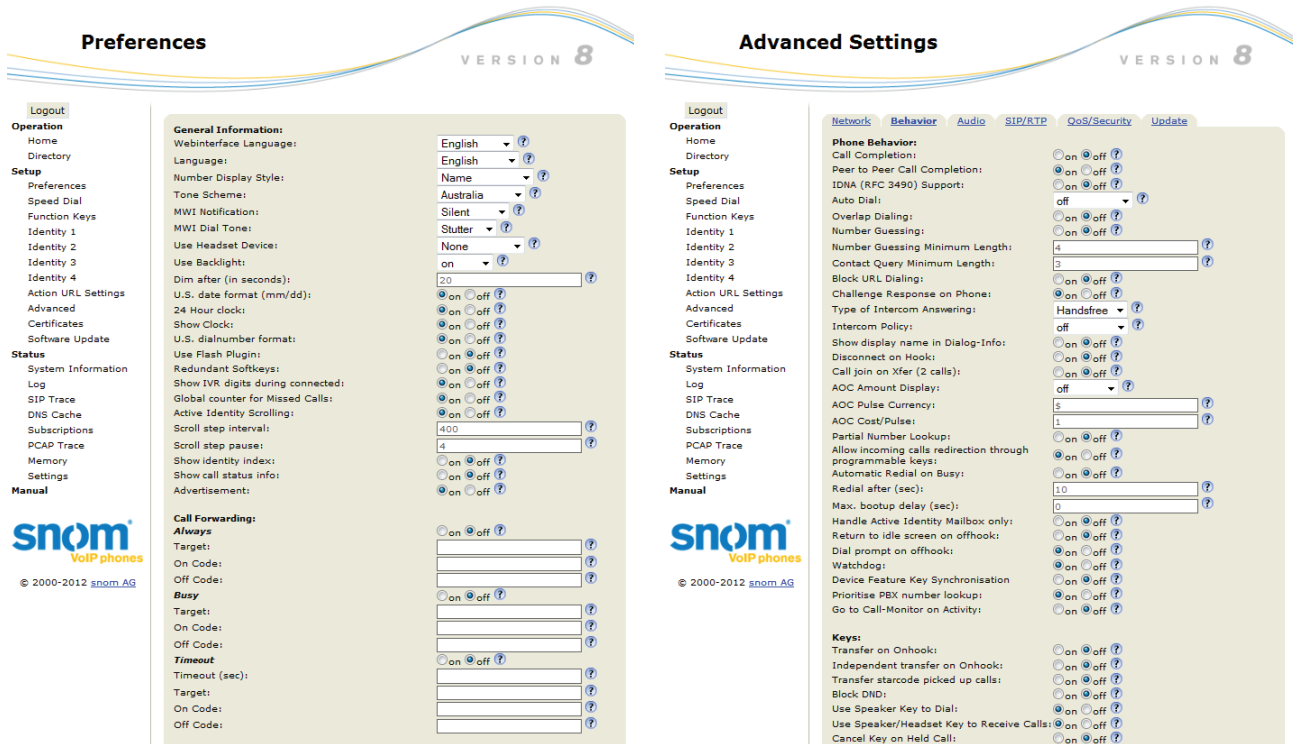 Preferences
VERSION 8
Logout
Operation
Home
Directory
Setup
Preferences
Speed Dial
Function Keys
Identity 1
Identity 2
Identity 3
Identity 4
Action URL Settings
Advanced
Certificates
Software Update
Status
System Information
Log
SIP Trace
DNS Cache
Subscriptions
PCAP Trace
Memory
Settings
Manual
snom
VoIP phones
© 2000-2012 snom AG
General Information:
Webinterface Language: English ?
Language: English ?
Number Display Style: Name ?
Tone Scheme: Australia ?
MWI Notification: Silent ?
MWI Dial Tone: Stutter ?
Use Headset Device: None ?
Use Backlight: on ?
Dim after (in seconds): 20 ?
U.S. date format (mm/dd): on off ?
24 Hour clock: on off ?
Show Clock: on off ?
U.S. dialnumber format: on off ?
Use Flash Plugin: on off ?
Redundant Softkeys: on off ?
Show IVR digits during connected: on off ?
Global counter for Missed Calls: on off ?
Active Identity Scrolling: on off ?
Scroll step interval: 400 ?
Scroll step pause: 4 ?
Show identity index: on off ?
Show call status info: on off ?
Advertisement: on off ?
Call Forwarding:
Always on off ?
Target: ?
On Code: ?
Off Code: ?
Busy on off ?
Target: ?
On Code: ?
Off Code: ?
Timeout on off ?
Timeout (sec): ?
Target: ?
On Code: ?
Off Code: ?
Advanced Settings
VERSION 8
Logout
Operation
Home
Directory
Setup
Preferences
Speed Dial
Function Keys
Identity 1
Identity 2
Identity 3
Identity 4
Action URL Settings
Advanced
Certificates
Software Update
Status
System Information
Log
SIP Trace
DNS Cache
Subscriptions
PCAP Trace
Memory
Settings
Manual
snom
VoIP phones
© 2000-2012 snom AG
Network Behavior Audio SIP/RTP QoS/Security Update
Phone Behavior:
Call Completion: on off ?
Peer to Peer Call Completion: on off ?
IDNA (RFC 3490) Support: on off ?
Auto Dial: off ?
Overlap Dialing: on off ?
Number Guessing: on off ?
Number Guessing Minimum Length: 4 ?
Contact Query Minimum Length: 3 ?
Block URL Dialing: on off ?
Challenge Response on Phone: on off ?
Type of Intercom Answering: Handsfree ?
Intercom Policy: off ?
Show display name in Dialog-Info: on off ?
Disconnect on Hook: on off ?
Call join on Xfer (2 calls): on off ?
AOC Amount Display: off ?
AOC Pulse Currency: $ ?
AOC Cost/Pulse: 1 ?
Partial Number Lookup: on off ?
Allow incoming calls redirection through
programmable keys: on off ?
Automatic Redial on Busy: on off ?
Redial after (sec): 10 ?
Max. bootup delay (sec): 0 ?
Handle Active Identity Mailbox only: on off ?
Return to idle screen on offhook: on off ?
Dial prompt on offhook: on off ?
Watchdog: on off ?
Device Feature Key Synchronisation on off ?
Prioritise PBX number lookup: on off ?
Go to Call-Monitor on Activity: on off ?
Keys:
Transfer on Onhook: on off ?
Independent transfer on Onhook: on off ?
Transfer starcode picked up calls: on off ?
Block DND: on off ?
Use Speaker Key to Dial: on off ?
Use Speaker/Headset Key to Receive Calls: on off ?
Cancel Key on Held Call: on off ?